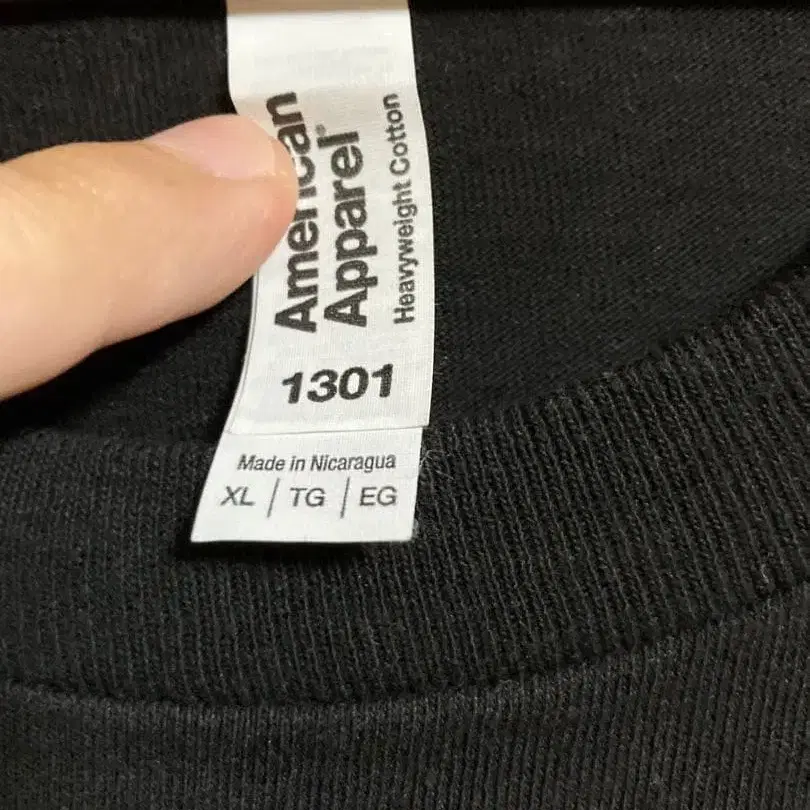 American
Apparel®
Heavyweight Cotton
1301
Made in Nicaragua
XL | TG | EG